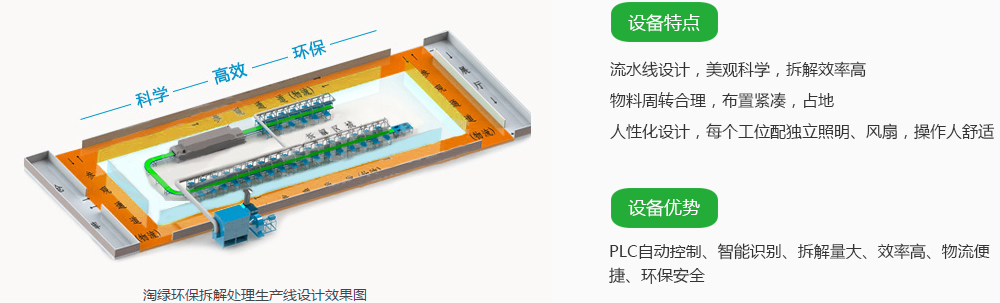 科学 高效 环保
(物流)
(物流)
淘绿环保拆解处理生产线设计效果图
设备特点
流水线设计，美观科学，拆解效率高
物料周转合理，布置紧凑，占地
人性化设计，每个工位配独立照明、风扇，操作人舒适
设备优势
PLC自动控制、智能识别、拆解量大、效率高、物流便
捷、环保安全